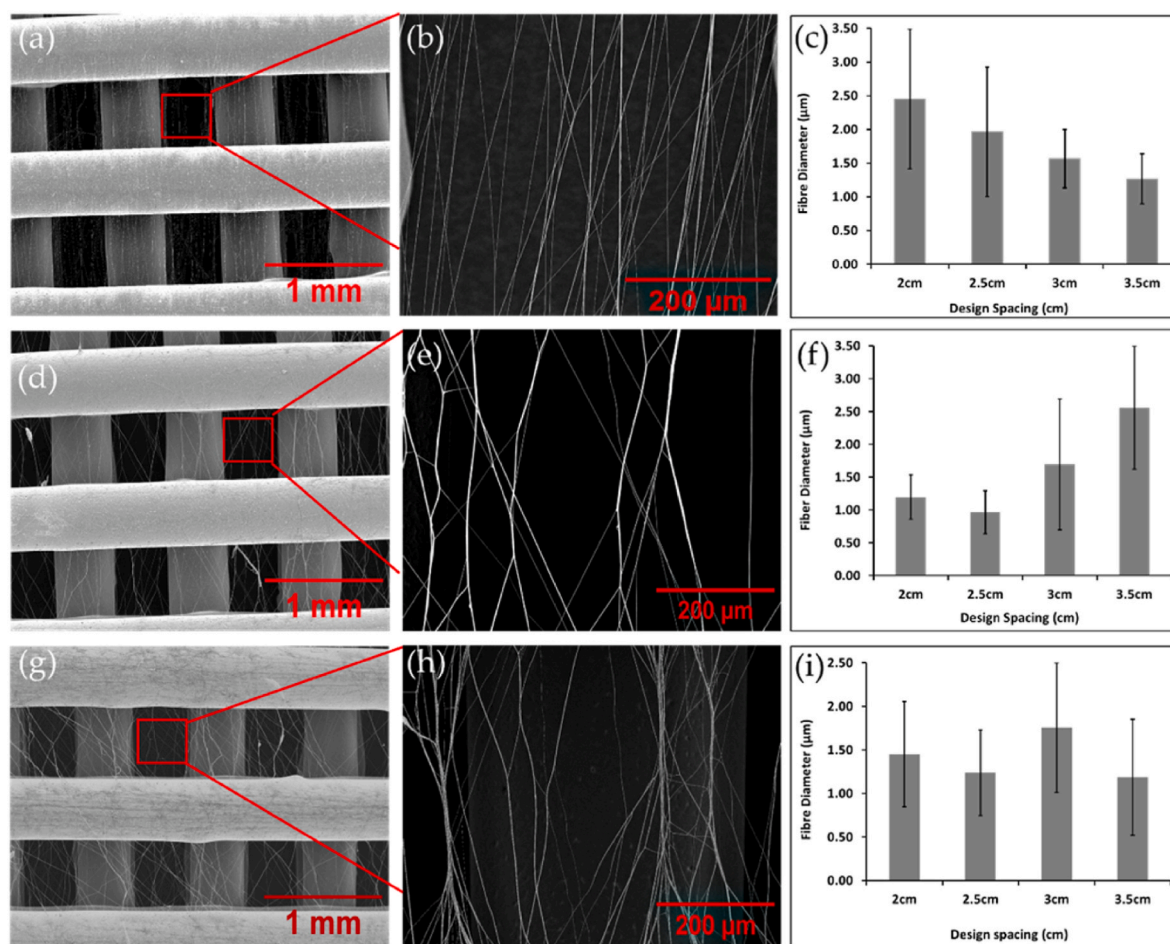 (a)
1 mm
(b)
200 µm
(c)
Fibre Diameter (µm)
3.50
3.00
2.50
2.00
1.50
1.00
0.50
0.00
2cm 2.5cm 3cm 3.5cm
Design Spacing (cm)
(d)
1 mm
(e)
200 µm
(f)
Fiber Diameter (µm)
3.50
3.00
2.50
2.00
1.50
1.00
0.50
0.00
2cm 2.5cm 3cm 3.5cm
Design Spacing (cm)
(g)
1 mm
(h)
200 µm
(i)
Fibre Diameter (µm)
2.50
2.00
1.50
1.00
0.50
0.00
2cm 2.5cm 3cm 3.5cm
Design spacing (cm)